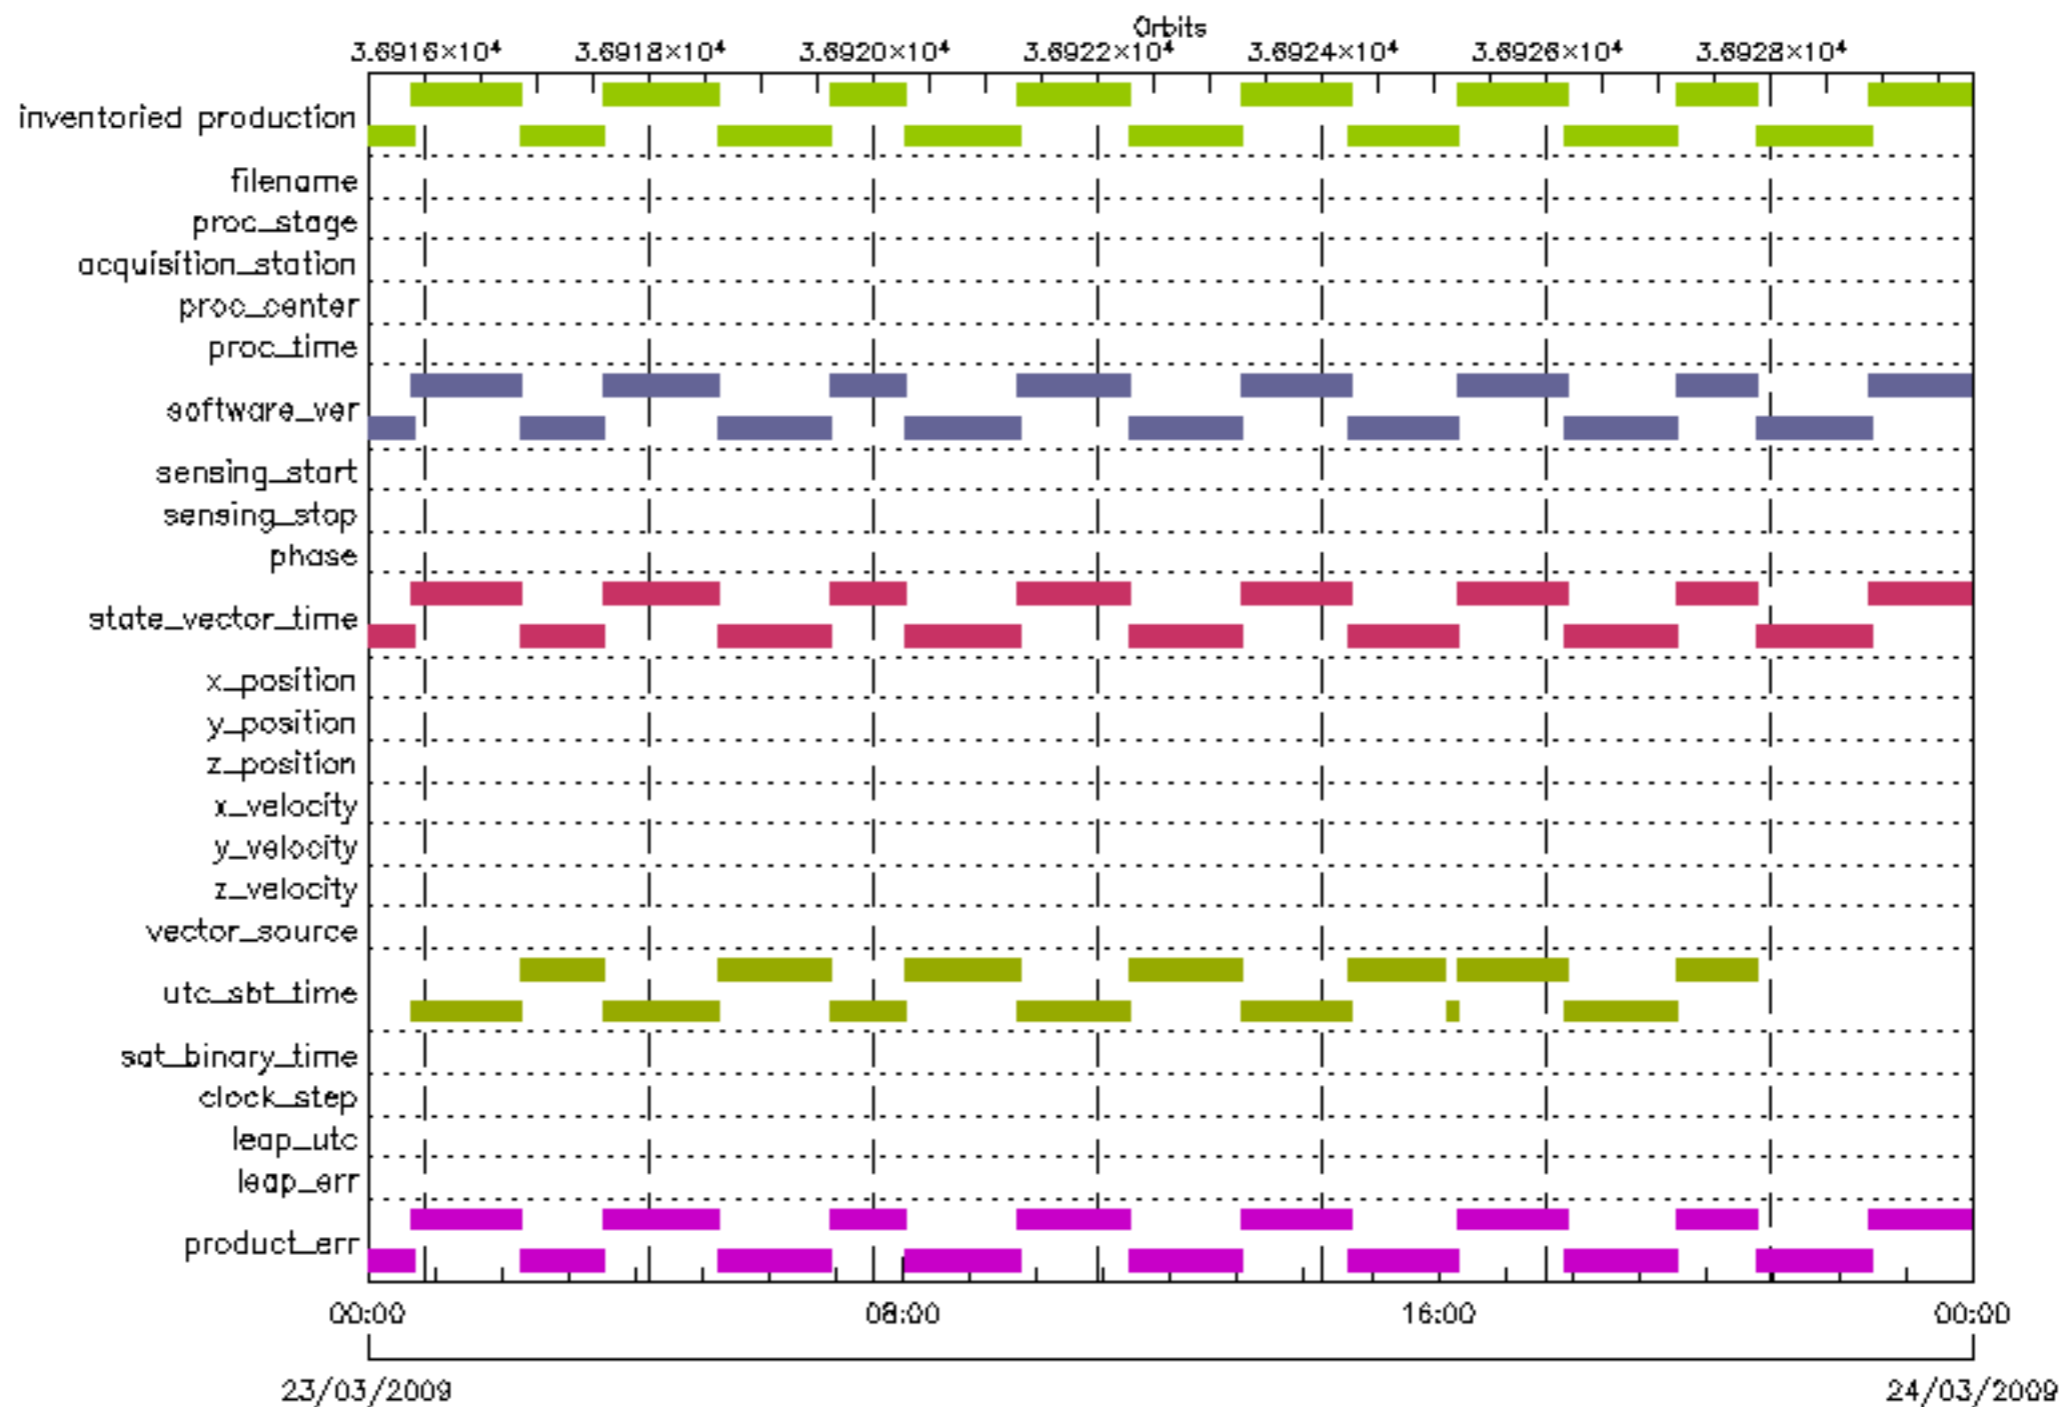 Orbits
3.6916×10⁴ 3.6918×10⁴ 3.6920×10⁴ 3.6922×10⁴ 3.6924×10⁴ 3.6926×10⁴ 3.6928×10⁴
inventoried production
filename
proc_stage
acquisition_station
proc_center
proc_time
software_ver
sensing_start
sensing_stop
phase
state_vector_time
x_position
y_position
z_position
x_velocity
y_velocity
z_velocity
vector_source
utc_sbt_time
sat_binary_time
clock_step
leap_utc
leap_err
product_err
00:00 08:00 16:00 00:00
23/03/2009 24/03/2009